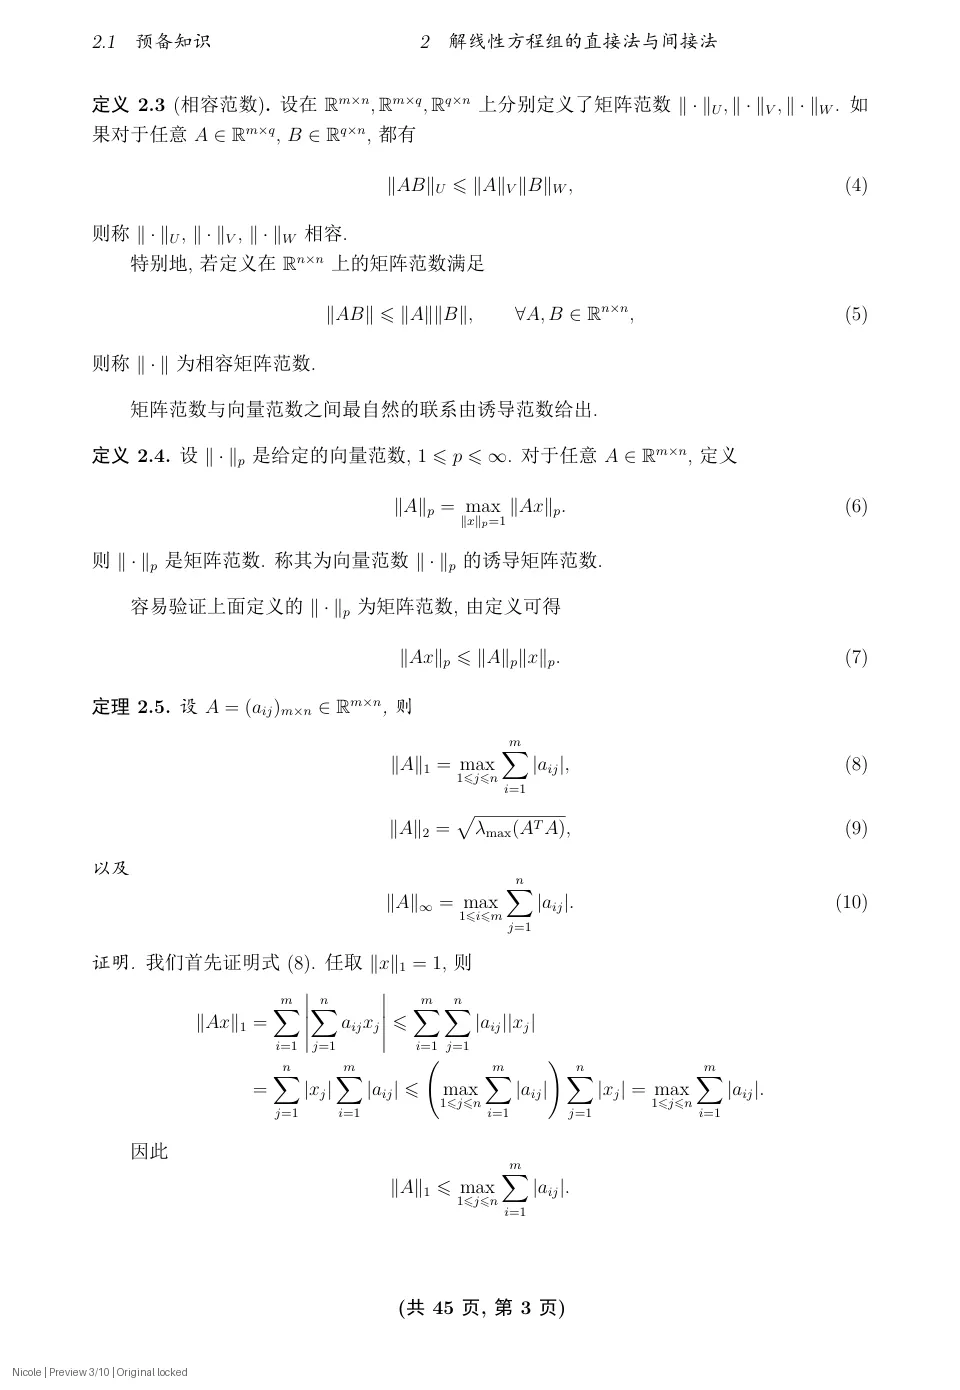 2.1 预备知识 2 解线性方程组的直接法与间接法
定义 2.3 (相容范数). 设在 ℝ^{m×n}, ℝ^{m×q}, ℝ^{q×n} 上分别定义了矩阵范数 ‖·‖_U, ‖·‖_V, ‖·‖_W. 如
果对于任意 A ∈ ℝ^{m×q}, B ∈ ℝ^{q×n}, 都有
‖AB‖_U ⩽ ‖A‖_V‖B‖_W, (4)
则称 ‖·‖_U, ‖·‖_V, ‖·‖_W 相容.
特别地, 若定义在 ℝ^{n×n} 上的矩阵范数满足
‖AB‖ ⩽ ‖A‖‖B‖, ∀A, B ∈ ℝ^{n×n}, (5)
则称 ‖·‖ 为相容矩阵范数.
矩阵范数与向量范数之间最自然的联系由诱导范数给出.
定义 2.4. 设 ‖·‖_p 是给定的向量范数, 1 ⩽ p ⩽ ∞. 对于任意 A ∈ ℝ^{m×n}, 定义
‖A‖_p = max_{‖x‖_p=1} ‖Ax‖_p. (6)
则 ‖·‖_p 是矩阵范数. 称其为向量范数 ‖·‖_p 的诱导矩阵范数.
容易验证上面定义的 ‖·‖_p 为矩阵范数, 由定义可得
‖Ax‖_p ⩽ ‖A‖_p‖x‖_p. (7)
定理 2.5. 设 A = (a_{ij})_{m×n} ∈ ℝ^{m×n}, 则
‖A‖_1 = max_{1⩽j⩽n} ∑_{i=1}^{m} |a_{ij}|, (8)
‖A‖_2 = √(λ_{max}(A^T A)), (9)
以及
‖A‖_∞ = max_{1⩽i⩽m} ∑_{j=1}^{n} |a_{ij}|. (10)
证明. 我们首先证明式 (8). 任取 ‖x‖_1 = 1, 则
‖Ax‖_1 = ∑_{i=1}^{m} |∑_{j=1}^{n} a_{ij}x_j| ⩽ ∑_{i=1}^{m} ∑_{j=1}^{n} |a_{ij}||x_j|
= ∑_{j=1}^{n} |x_j| ∑_{i=1}^{m} |a_{ij}| ⩽ (max_{1⩽j⩽n} ∑_{i=1}^{m} |a_{ij}|) ∑_{j=1}^{n} |x_j| = max_{1⩽j⩽n} ∑_{i=1}^{m} |a_{ij}|.
因此
‖A‖_1 ⩽ max_{1⩽j⩽n} ∑_{i=1}^{m} |a_{ij}|.
(共 45 页, 第 3 页)
Nicole | Preview 3/10 | Original locked